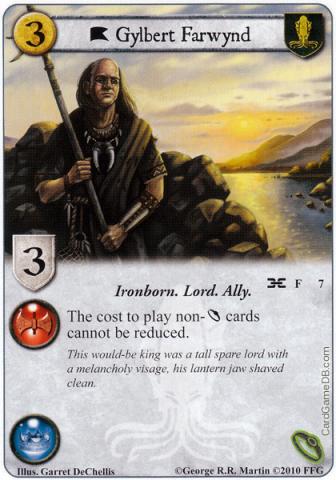 3
Gylbert Farwynd
3
Ironborn. Lord. Ally.
F 7
The cost to play non- cards
cannot be reduced.
This would-be king was a tall spare lord with
a melancholy visage, his lantern jaw shaved
clean.
CardGameDB.com
Illus. Garret DeChellis
©George R.R. Martin ©2010 FFG